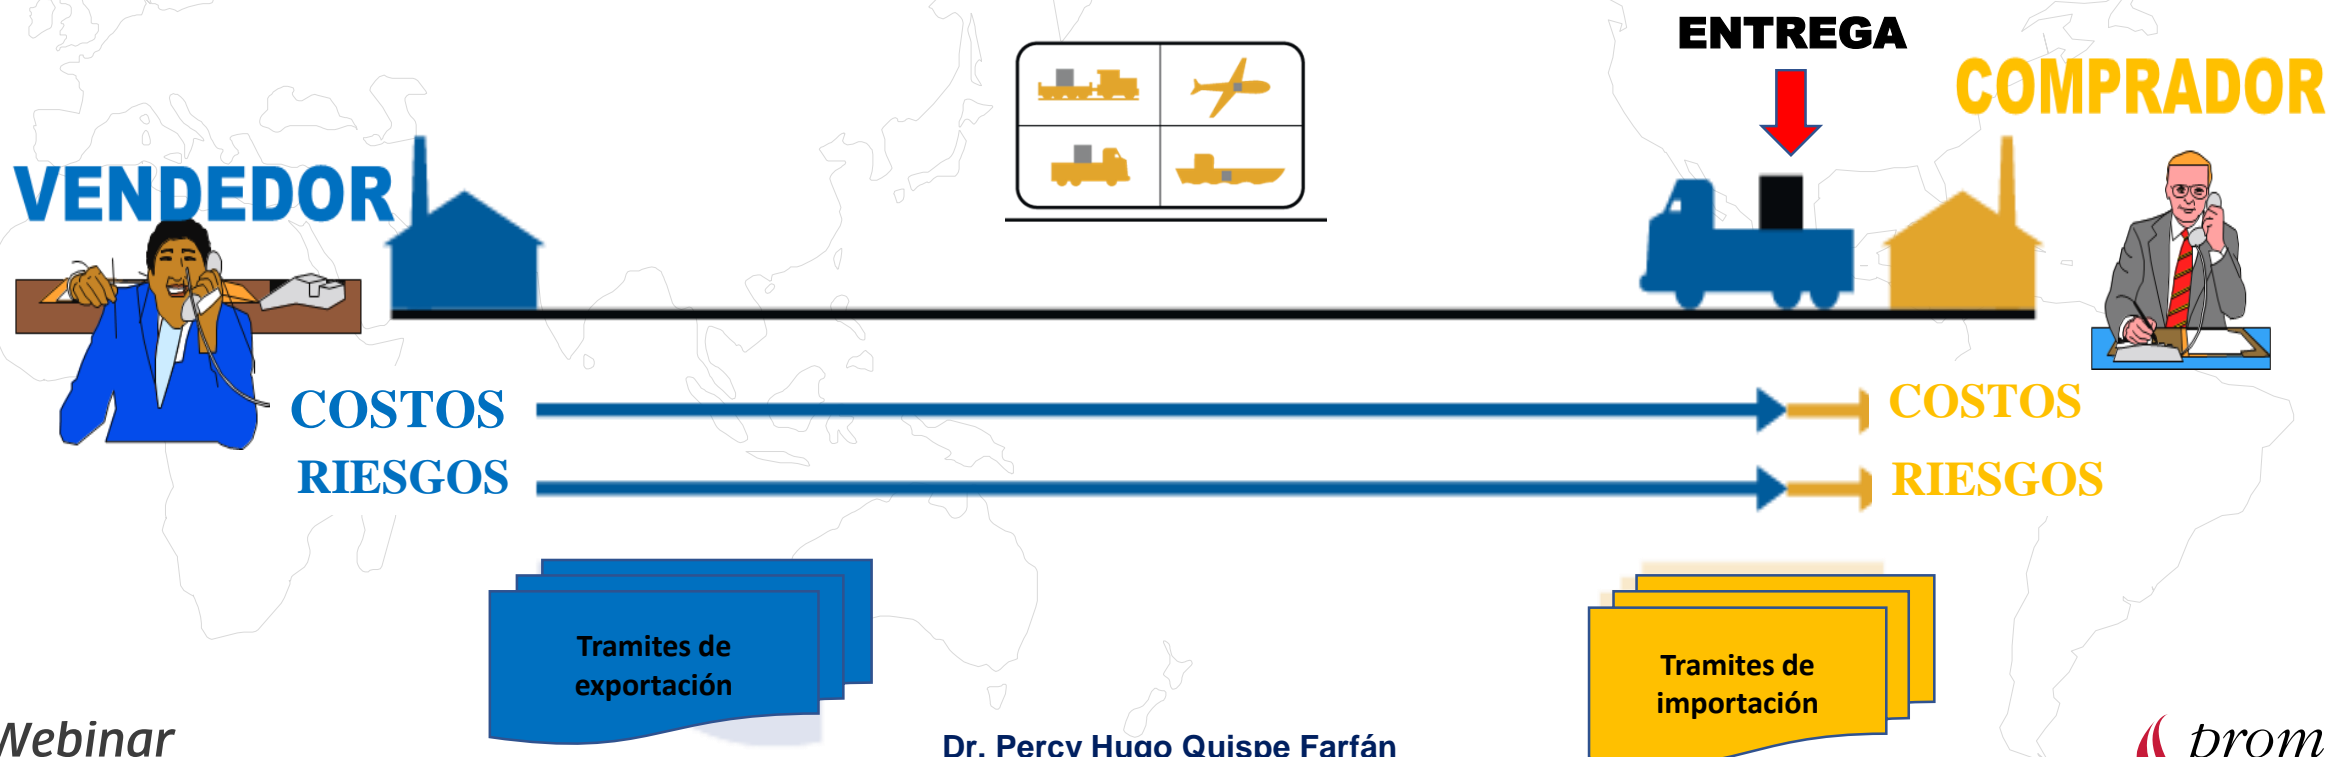 ENTREGA
COMPRADOR
VENDEDOR
COSTOS
COSTOS
RIESGOS
RIESGOS
Tramites de
exportación
Tramites de
importación
Webinar
Dr. Percy Hugo Quispe Farfán
prom